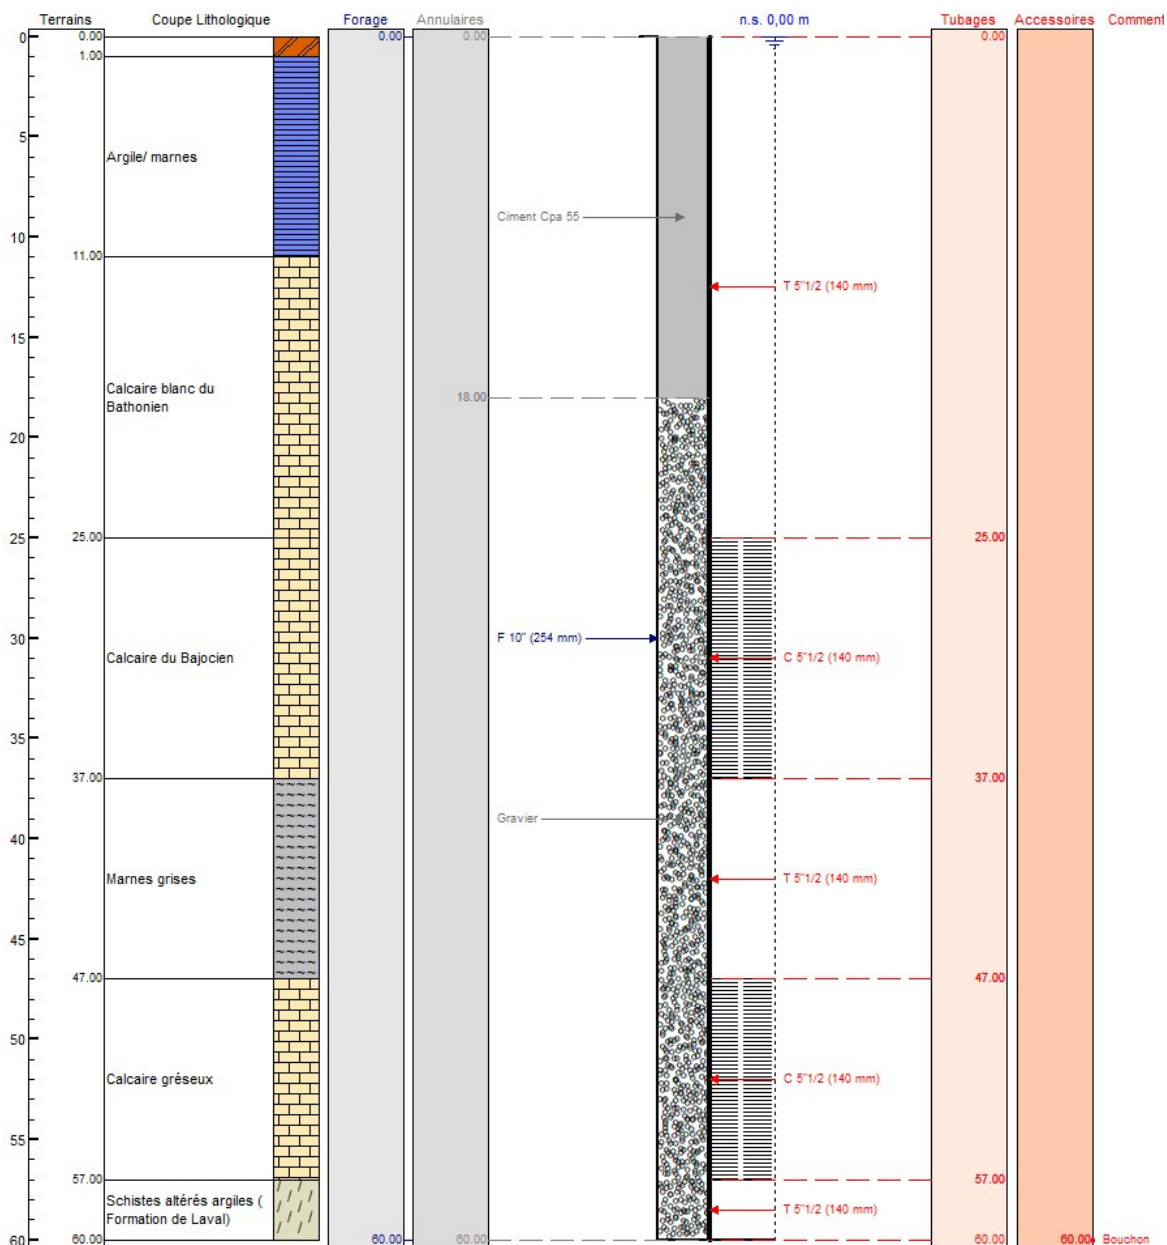 Terrains Coupe Lithologique Forage Annulaires n.s. 0,00 m Tubages Accessoires Comment
0 0.00 0.00 0.00 0.00
1.00
5
Argile/ marnes
Ciment Cpa 55
10
11.00
T 5"1/2 (140 mm)
15
Calcaire blanc du
Bathonien
18.00
20
25 25.00 25.00
30 F 10" (254 mm)
Calcaire du Bajocien C 5"1/2 (140 mm)
35
37.00 37.00
Gravier
40
Marnes grises T 5"1/2 (140 mm)
45
47.00 47.00
50
Calcaire gréseux C 5"1/2 (140 mm)
55
57.00 57.00
Schistes altérés argiles (
Formation de Laval)
T 5"1/2 (140 mm)
60 60.00 60.00 60.00 60.00 60.00 Bouchon